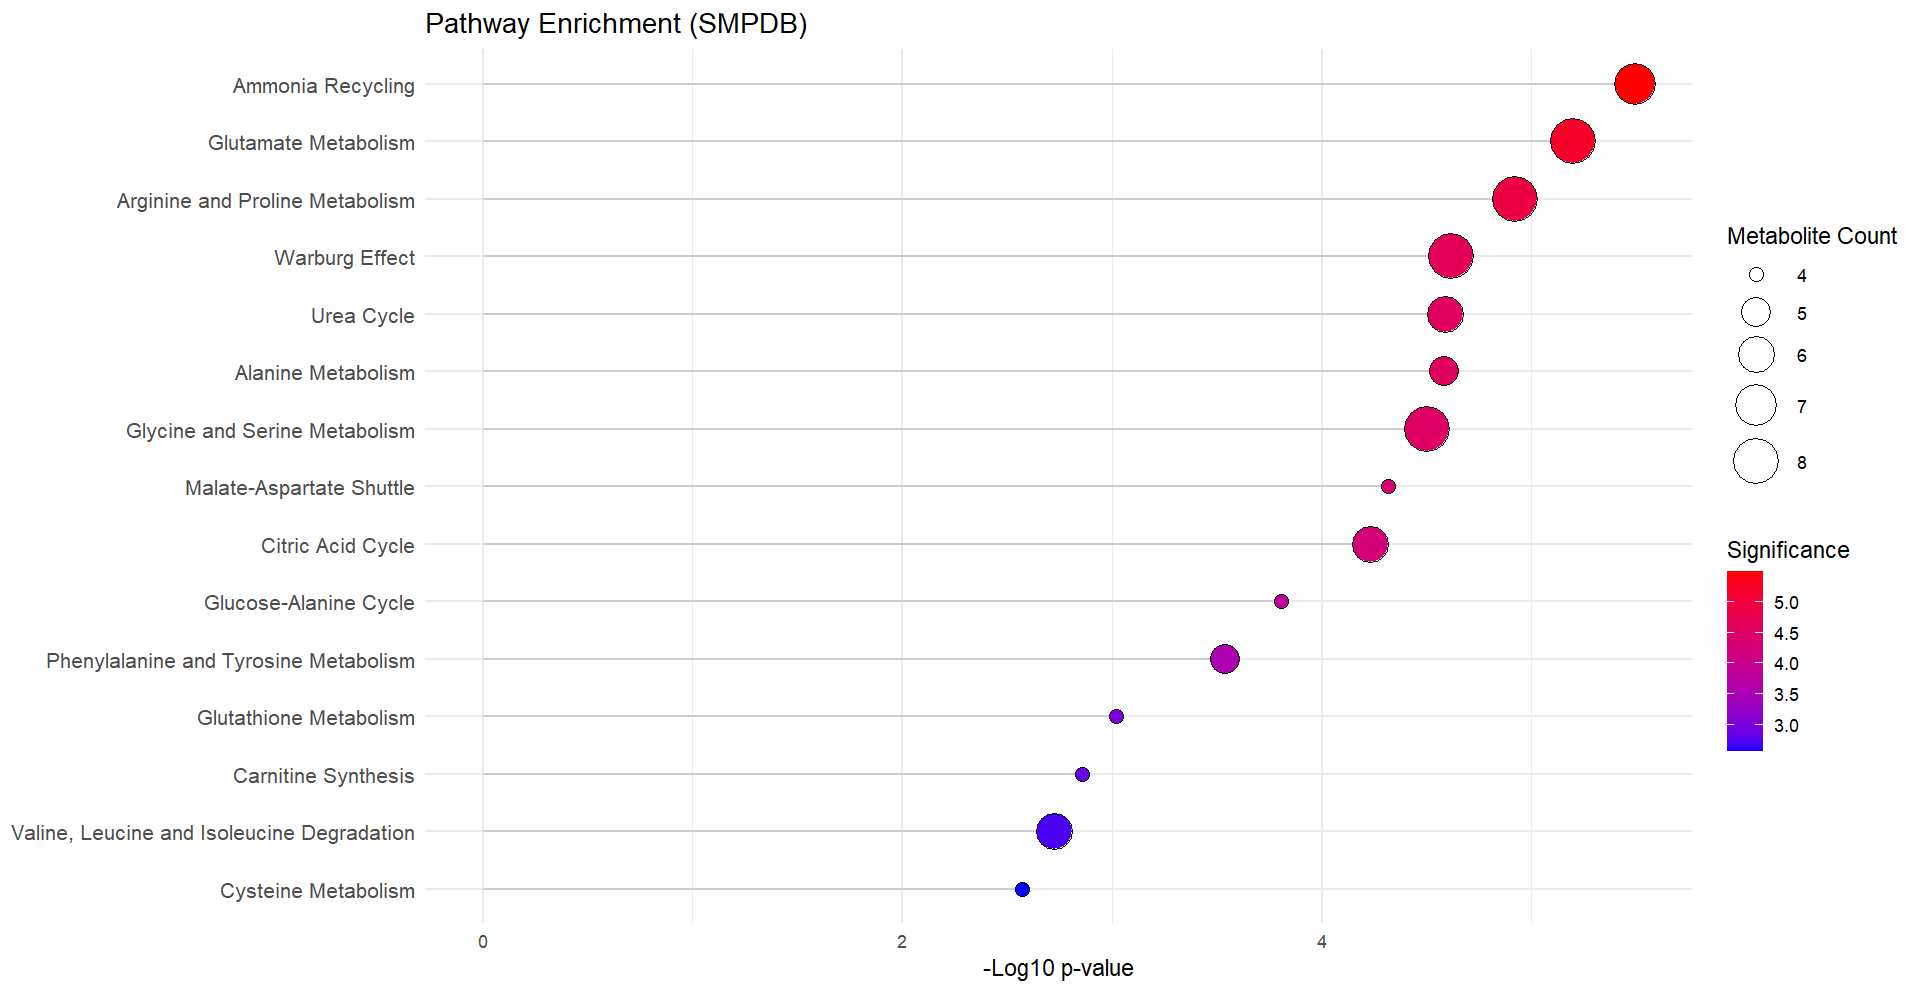 Pathway Enrichment (SMPDB)
Ammonia Recycling
Glutamate Metabolism
Arginine and Proline Metabolism
Warburg Effect
Urea Cycle
Alanine Metabolism
Glycine and Serine Metabolism
Malate-Aspartate Shuttle
Citric Acid Cycle
Glucose-Alanine Cycle
Phenylalanine and Tyrosine Metabolism
Glutathione Metabolism
Carnitine Synthesis
Valine, Leucine and Isoleucine Degradation
Cysteine Metabolism
0
2
4
-Log10 p-value
Metabolite Count
4
5
6
7
8
Significance
5.0
4.5
4.0
3.5
3.0